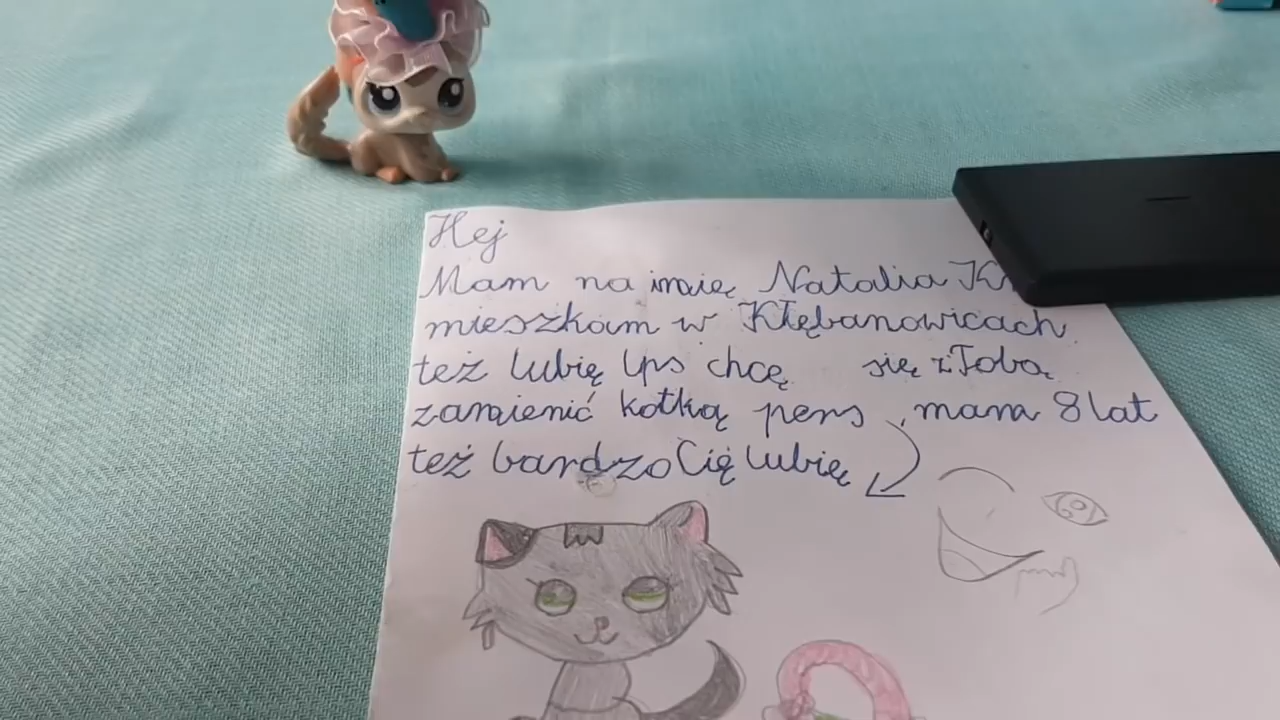 Hej
Mam na imię Natalia
mieszkam w Kłębanowicach
też lubię lps chcę się z Tobą
zamienić kotką pers, mam 8 lat
też bardzo Cię lubię